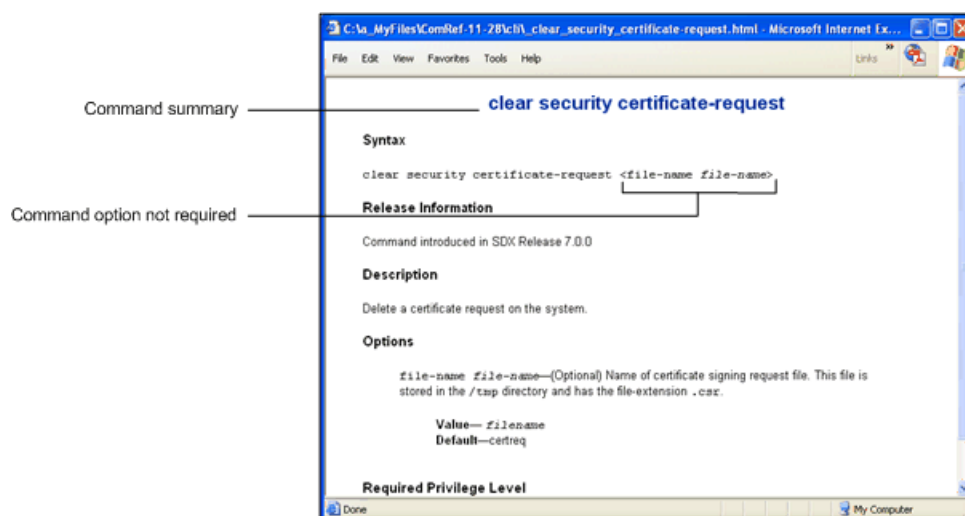 C:\a_MyFiles\ComRef-11-28\cli\_clear_security_certificate-request.html - Microsoft Internet Ex...
File Edit View Favorites Tools Help Links »
Command summary
clear security certificate-request
Syntax
clear security certificate-request <file-name file-name>
Command option not required
Release Information
Command introduced in SDX Release 7.0.0
Description
Delete a certificate request on the system.
Options
file-name file-name—(Optional) Name of certificate signing request file. This file is
stored in the /tmp directory and has the file-extension .csr.
Value— filename
Default—certreq
Required Privilege Level
Done My Computer